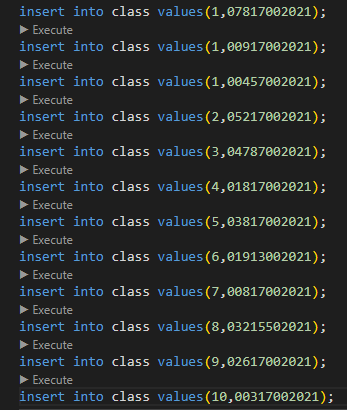 insert into class values(1,07817002021);
▶ Execute
insert into class values(1,00917002021);
▶ Execute
insert into class values(1,00457002021);
▶ Execute
insert into class values(2,05217002021);
▶ Execute
insert into class values(3,04787002021);
▶ Execute
insert into class values(4,01817002021);
▶ Execute
insert into class values(5,03817002021);
▶ Execute
insert into class values(6,01913002021);
▶ Execute
insert into class values(7,00817002021);
▶ Execute
insert into class values(8,03215502021);
▶ Execute
insert into class values(9,02617002021);
▶ Execute
insert into class values(10,00317002021);